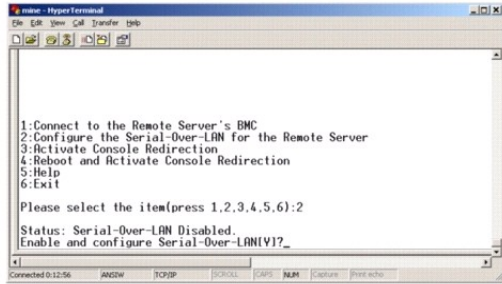 mine - HyperTerminal
File Edit View Call Transfer Help
1:Connect to the Remote Server's BMC
2:Configure the Serial-Over-LAN for the Remote Server
3:Activate Console Redirection
4:Reboot and Activate Console Redirection
5:Help
6:Exit
Please select the item(press 1,2,3,4,5,6):2
Status: Serial-Over-LAN Disabled.
Enable and configure Serial-Over-LAN[Y]?_
Connected 0:12:56 ANSIW TCP/IP SCROLL CAPS NUM Capture Print echo